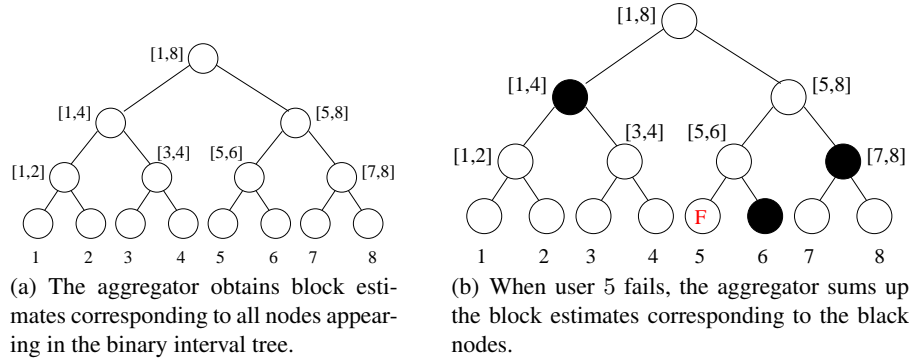 [1,8]
[1,4]
[5,8]
[1,2]
[3,4]
[5,6]
[7,8]
1 2 3 4 5 6 7 8
(a) The aggregator obtains block esti-
mates corresponding to all nodes appear-
ing in the binary interval tree.
[1,8]
[1,4]
[5,8]
[1,2]
[3,4]
[5,6]
[7,8]
F
1 2 3 4 5 6 7 8
(b) When user 5 fails, the aggregator sums up
the block estimates corresponding to the black
nodes.